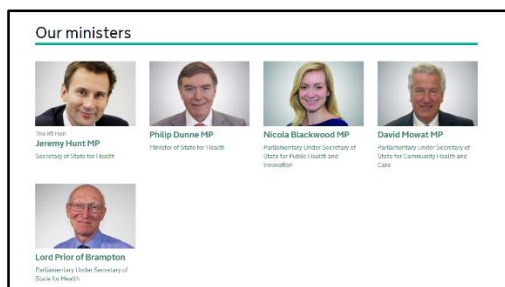 Our ministers
The Rt Hon
Jeremy Hunt MP
Secretary of State for Health
Philip Dunne MP
Minister of State for Health
Nicola Blackwood MP
Parliamentary Under Secretary of
State for Public Health and
Innovation
David Mowat MP
Parliamentary Under Secretary of
State for Community Health and
Care
Lord Prior of Brampton
Parliamentary Under Secretary of
State for Health